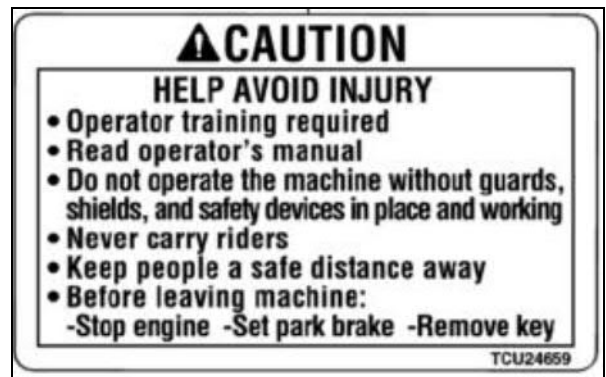 ⚠CAUTION
HELP AVOID INJURY
• Operator training required
• Read operator's manual
• Do not operate the machine without guards,
shields, and safety devices in place and working
• Never carry riders
• Keep people a safe distance away
• Before leaving machine:
-Stop engine -Set park brake -Remove key
TCU24659